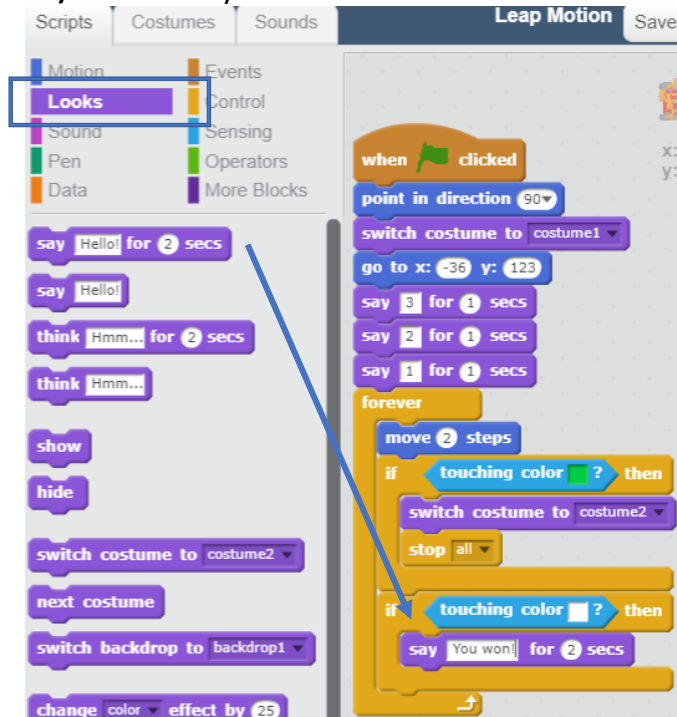 Scripts Costumes Sounds
Leap Motion Save
Motion Events
Looks Control
Sound Sensing
Pen Operators
Data More Blocks
say Hello! for 2 secs
say Hello!
think Hmm... for 2 secs
think Hmm...
show
hide
switch costume to costume2
next costume
switch backdrop to backdrop1
change color effect by 25
x:
y:
when clicked
point in direction 90
switch costume to costume1
go to x: -36 y: 123
say 3 for 1 secs
say 2 for 1 secs
say 1 for 1 secs
forever
move 2 steps
if touching color ? then
switch costume to costume2
stop all
if touching color ? then
say You won! for 2 secs